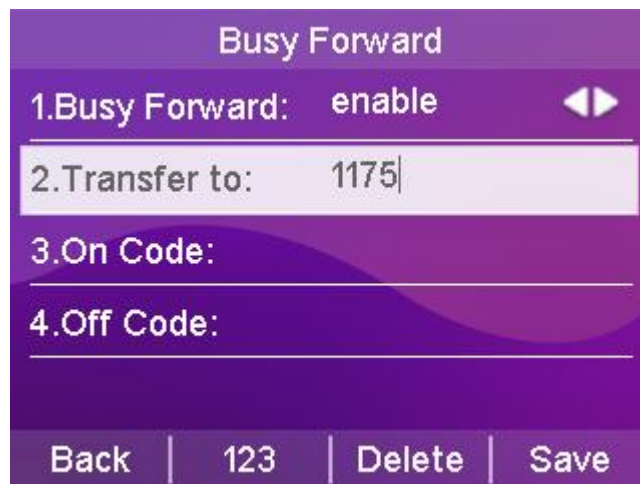 Busy Forward
1.Busy Forward: enable
2.Transfer to: 1175
3.On Code:
4.Off Code:
Back 123 Delete Save